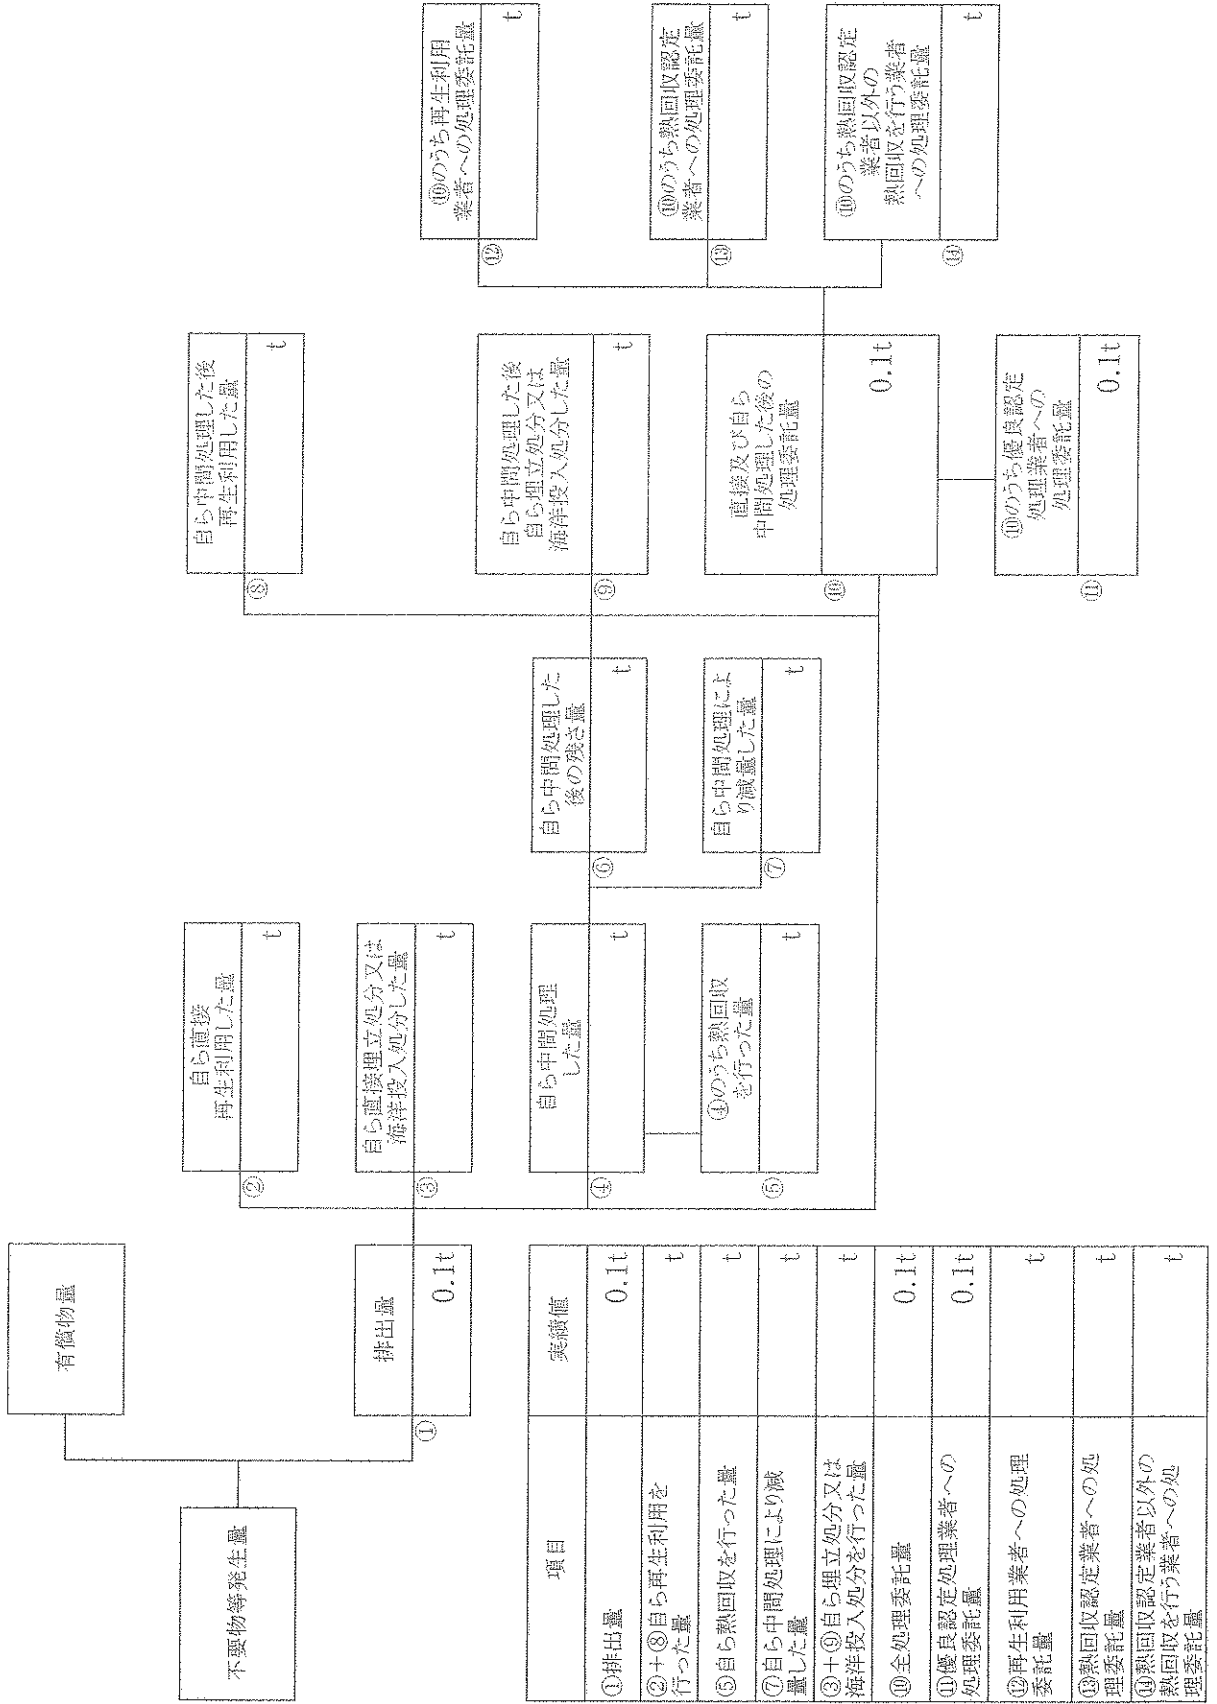 有償物量
不要物等発生量
排出量
①
0.1t
自ら直接
再生利用した量
②
t
自ら直接埋立処分又は
海洋投入処分した量
③
t
自ら中間処理
した量
④
t
④のうち熱回収
を行った量
⑤
t
自ら中間処理した
後の残さ量
⑥
t
自ら中間処理によ
り減量した量
⑦
t
自ら中間処理した後
再生利用した量
⑧
t
自ら中間処理した後
自ら埋立処分又は
海洋投入処分した量
⑨
t
直接及び自ら
中間処理した後の
処理委託量
⑩
0.1t
⑩のうち優良認定
処理業者への
処理委託量
⑪
0.1t
⑩のうち再生利用
業者への処理委託量
⑫
t
⑩のうち熱回収認定
業者への処理委託量
⑬
t
⑩のうち熱回収認定
業者以外の
熱回収を行う業者
への処理委託量
⑭
t
項目 実績値
①排出量 0.1t
②+⑧自ら再生利用を
行った量 t
⑤自ら熱回収を行った量 t
⑦自ら中間処理により減
量した量 t
③+⑨自ら埋立処分又は
海洋投入処分を行った量 t
⑩全処理委託量 0.1t
⑪優良認定処理業者への
処理委託量 0.1t
⑫再生利用業者への処理
委託量 t
⑬熱回収認定業者への処
理委託量 t
⑭熱回収認定業者以外の
熱回収を行う業者への処
理委託量 t